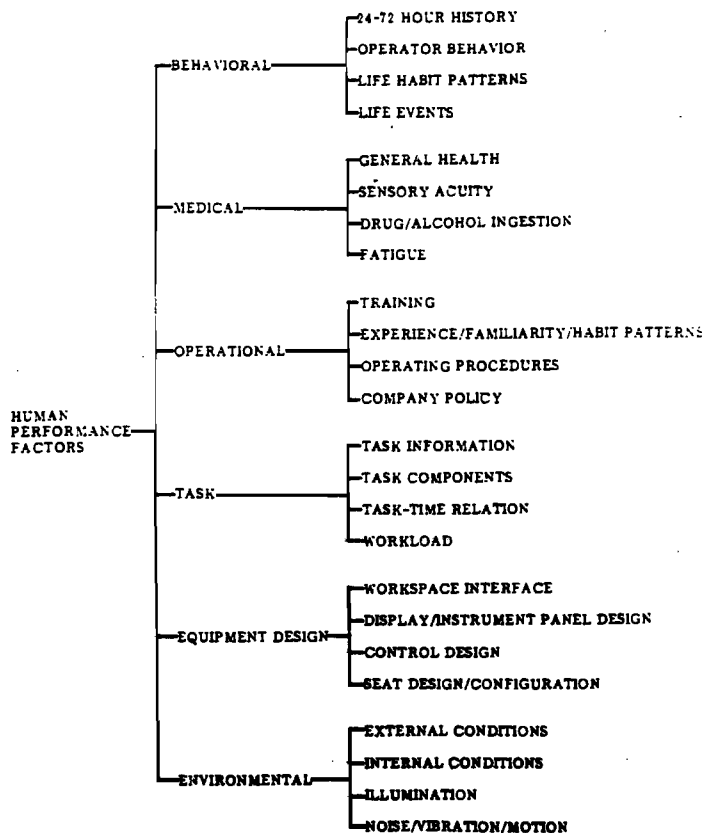 24-72 HOUR HISTORY
OPERATOR BEHAVIOR
BEHAVIORAL
LIFE HABIT PATTERNS
LIFE EVENTS
GENERAL HEALTH
SENSORY ACUITY
MEDICAL
DRUG/ALCOHOL INGESTION
FATIGUE
TRAINING
EXPERIENCE/FAMILIARITY/HABIT PATTERNS
OPERATIONAL
OPERATING PROCEDURES
COMPANY POLICY
HUMAN
PERFORMANCE
FACTORS
TASK INFORMATION
TASK COMPONENTS
TASK
TASK-TIME RELATION
WORKLOAD
WORKSPACE INTERFACE
DISPLAY/INSTRUMENT PANEL DESIGN
EQUIPMENT DESIGN
CONTROL DESIGN
SEAT DESIGN/CONFIGURATION
EXTERNAL CONDITIONS
INTERNAL CONDITIONS
ENVIRONMENTAL
ILLUMINATION
NOISE/VIBRATION/MOTION